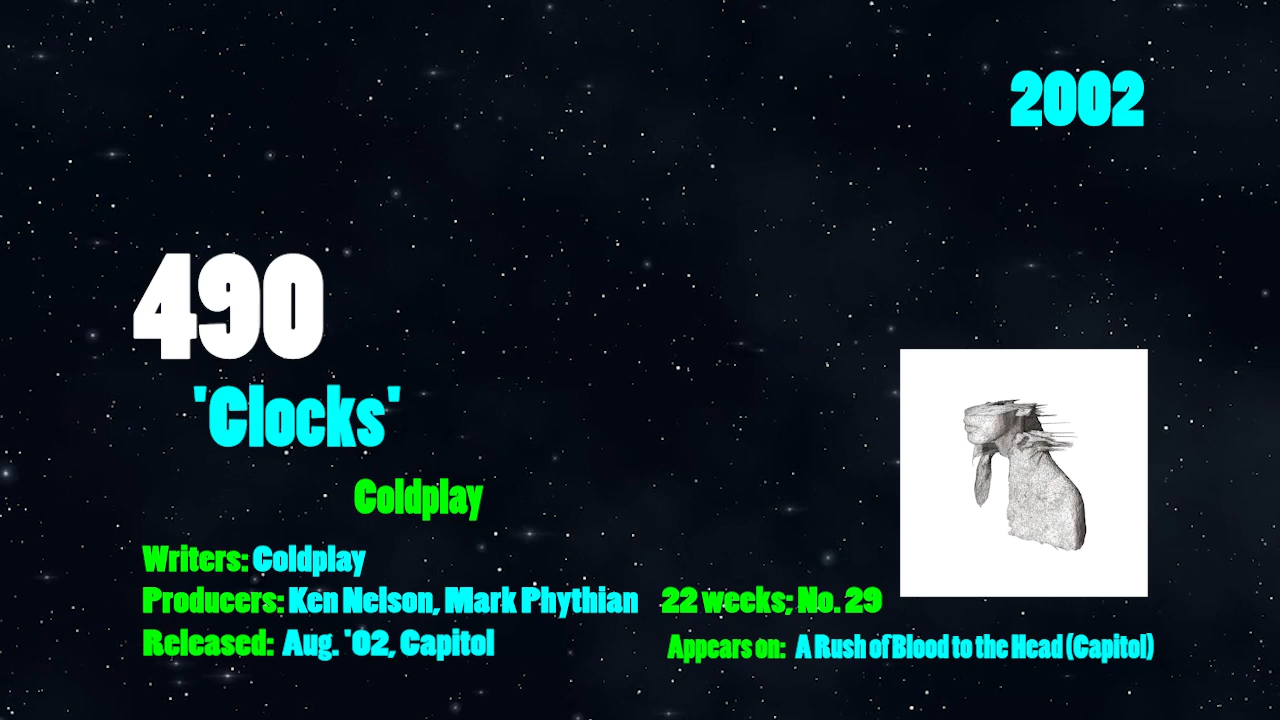 2002
490
'Clocks'
Coldplay
Writers: Coldplay
Producers: Ken Nelson, Mark Phythian
22 weeks; No. 29
Released: Aug. '02, Capitol
Appears on: A Rush of Blood to the Head (Capitol)